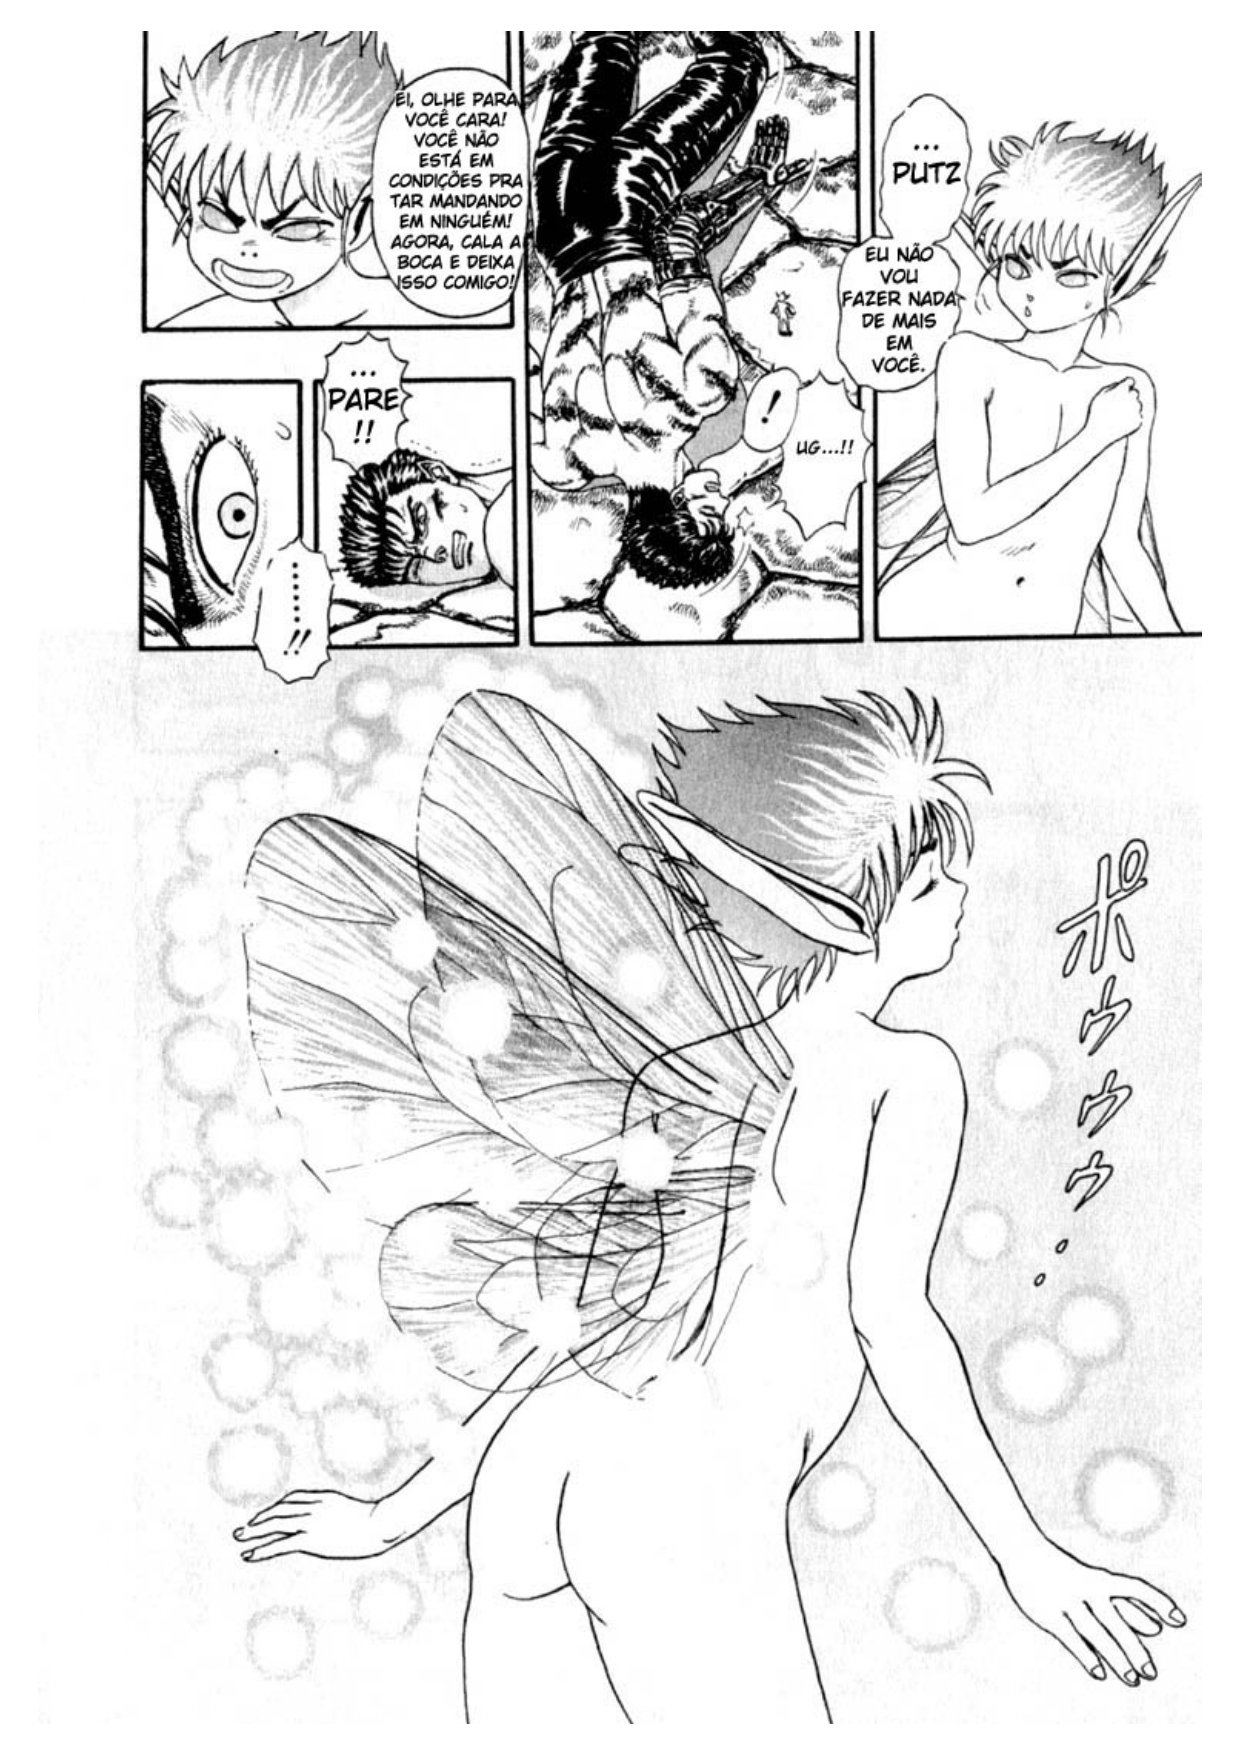 ...
PUTZ
EU NÃO
VOU
FAZER NADA
DE MAIS
EM
VOCÊ.
!
UG...!!
EI, OLHE PARA
VOCÊ CARA!
VOCÊ NÃO
ESTÁ EM
CONDIÇÕES PRA
TAR MANDANDO
EM NINGUÉM!
AGORA, CALA A
BOCA E DEIXA
ISSO COMIGO!
...
PARE
!!
......!!
ポゥゥゥ...